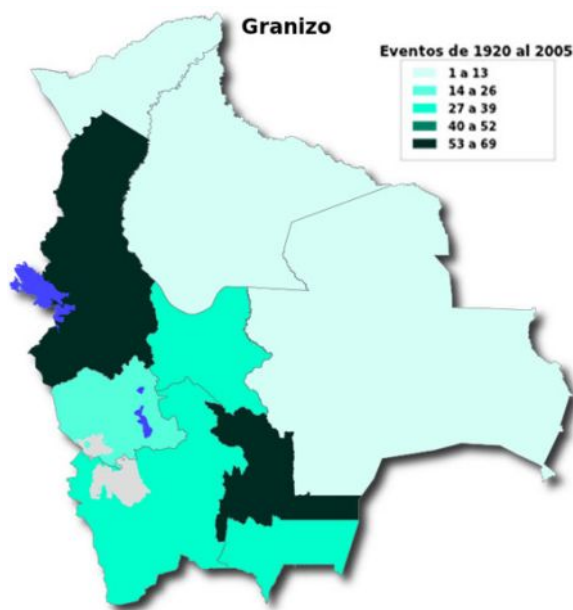 Granizo
Eventos de 1920 al 2005
1 a 13
14 a 26
27 a 39
40 a 52
53 a 69